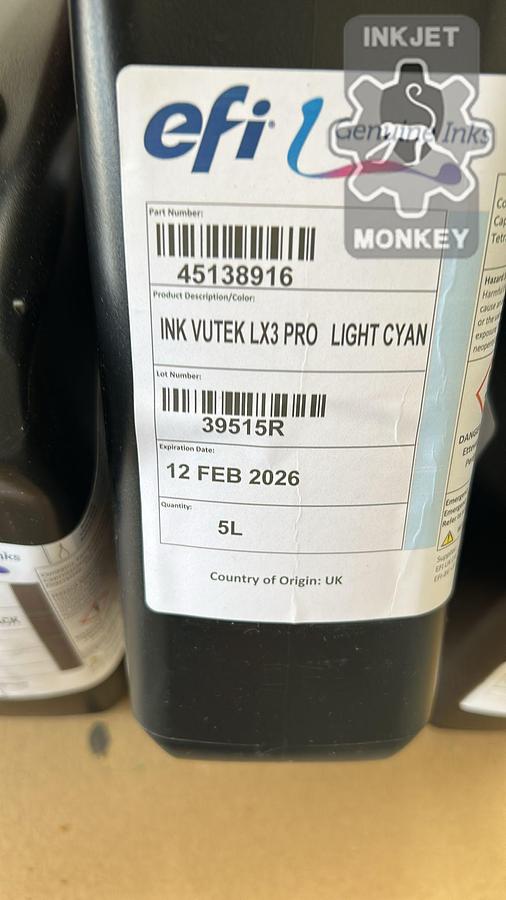 INKJET
MONKEY
efi Genuine Inks
Part Number:
45138916
Product Description/Color:
INK VUTEK LX3 PRO LIGHT CYAN
Lot Number:
39515R
Expiration Date:
12 FEB 2026
Quantity:
5L
Country of Origin: UK